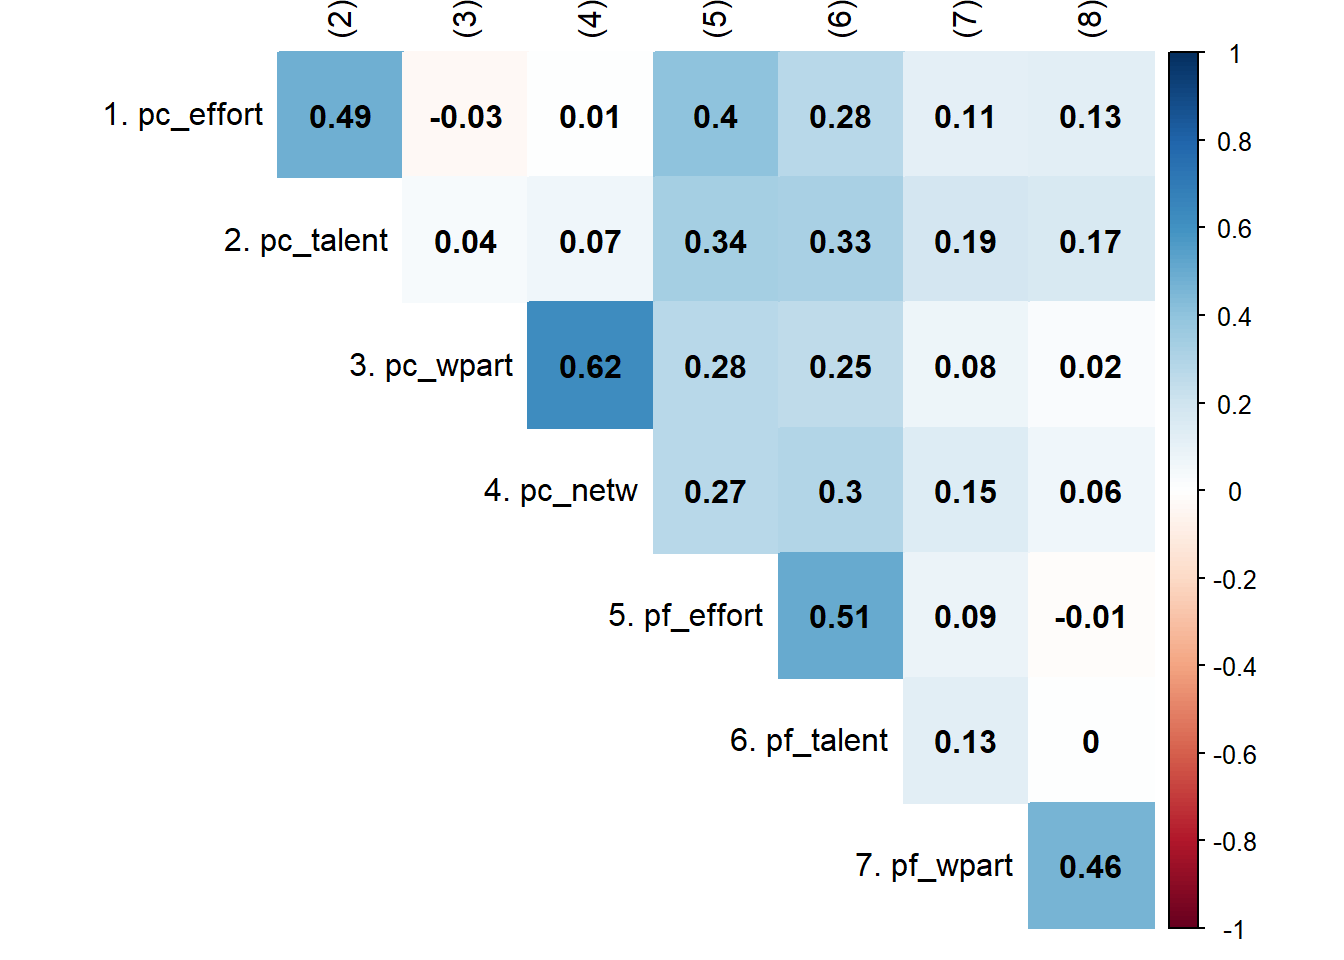 (2) (3) (4) (5) (6) (7) (8)
1. pc_effort 0.49 -0.03 0.01 0.4 0.28 0.11 0.13
2. pc_talent 0.04 0.07 0.34 0.33 0.19 0.17
3. pc_wpart 0.62 0.28 0.25 0.08 0.02
4. pc_netw 0.27 0.3 0.15 0.06
5. pf_effort 0.51 0.09 -0.01
6. pf_talent 0.13 0
7. pf_wpart 0.46
1
0.8
0.6
0.4
0.2
0
-0.2
-0.4
-0.6
-0.8
-1